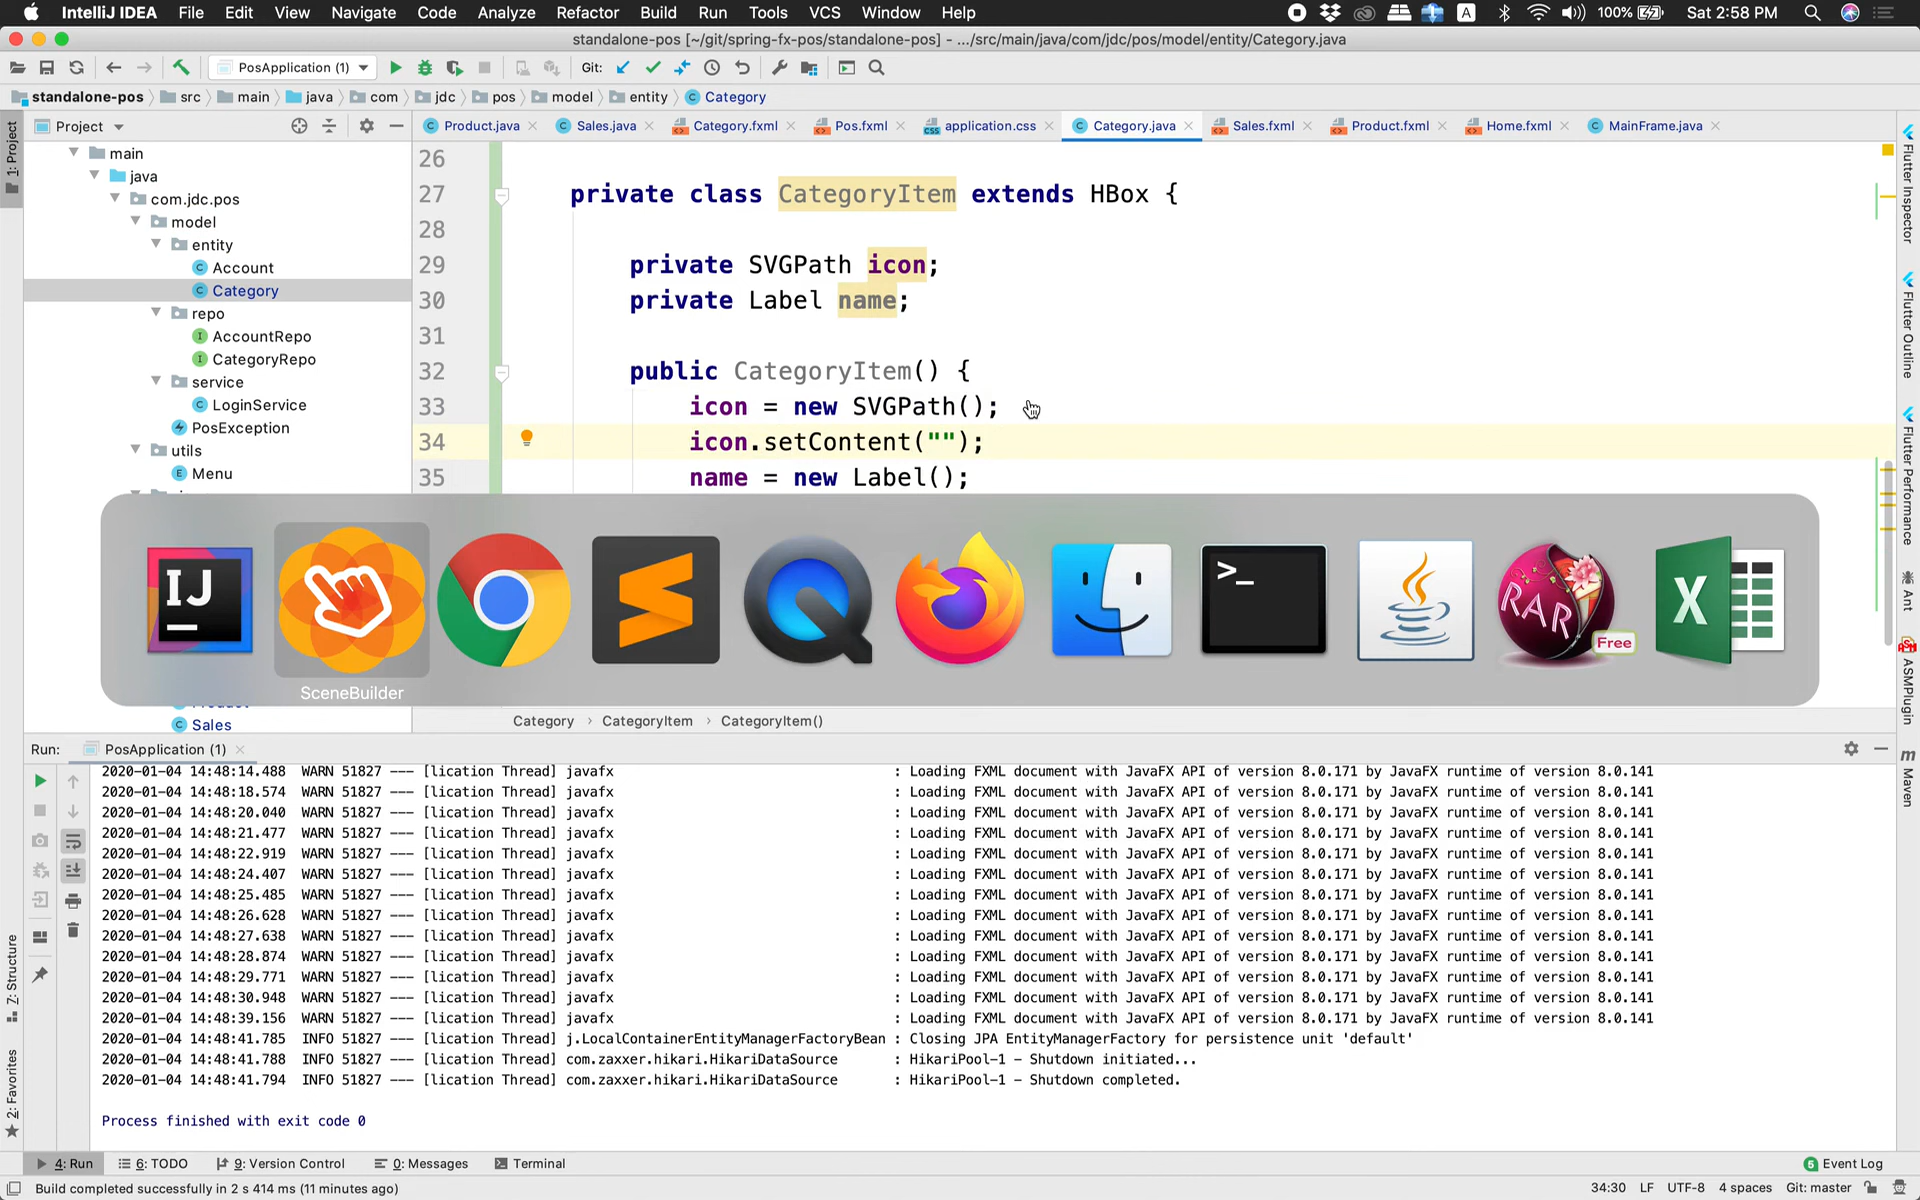 IntelliJ IDEA File Edit View Navigate Code Analyze Refactor Build Run Tools VCS Window Help A 100% Sat 2:58 PM
standalone-pos [~/git/spring-fx-pos/standalone-pos] - .../src/main/java/com/jdc/pos/model/entity/Category.java
PosApplication (1) Git:
standalone-pos src main java com jdc pos model entity Category
Project Product.java Sales.java Category.fxml Pos.fxml application.css Category.java Sales.fxml Product.fxml Home.fxml MainFrame.java
1: Project
main
java
com.jdc.pos
model
entity
Account
Category
repo
AccountRepo
CategoryRepo
service
LoginService
PosException
utils
Menu
Sales
26
27 private class CategoryItem extends HBox {
28
29 private SVGPath icon;
30 private Label name;
31
32 public CategoryItem() {
33 icon = new SVGPath();
34 icon.setContent("");
35 name = new Label();
IJ
>_
RAR
Free
X
SceneBuilder
Category › CategoryItem › CategoryItem()
Flutter Inspector
Flutter Outline
Flutter Performance
Ant
ASMPlugin
Maven
Run: PosApplication (1)
2020-01-04 14:48:14.488 WARN 51827 --- [lication Thread] javafx : Loading FXML document with JavaFX API of version 8.0.171 by JavaFX runtime of version 8.0.141
2020-01-04 14:48:18.574 WARN 51827 --- [lication Thread] javafx : Loading FXML document with JavaFX API of version 8.0.171 by JavaFX runtime of version 8.0.141
2020-01-04 14:48:20.040 WARN 51827 --- [lication Thread] javafx : Loading FXML document with JavaFX API of version 8.0.171 by JavaFX runtime of version 8.0.141
2020-01-04 14:48:21.477 WARN 51827 --- [lication Thread] javafx : Loading FXML document with JavaFX API of version 8.0.171 by JavaFX runtime of version 8.0.141
2020-01-04 14:48:22.919 WARN 51827 --- [lication Thread] javafx : Loading FXML document with JavaFX API of version 8.0.171 by JavaFX runtime of version 8.0.141
2020-01-04 14:48:24.407 WARN 51827 --- [lication Thread] javafx : Loading FXML document with JavaFX API of version 8.0.171 by JavaFX runtime of version 8.0.141
2020-01-04 14:48:25.485 WARN 51827 --- [lication Thread] javafx : Loading FXML document with JavaFX API of version 8.0.171 by JavaFX runtime of version 8.0.141
2020-01-04 14:48:26.628 WARN 51827 --- [lication Thread] javafx : Loading FXML document with JavaFX API of version 8.0.171 by JavaFX runtime of version 8.0.141
2020-01-04 14:48:27.638 WARN 51827 --- [lication Thread] javafx : Loading FXML document with JavaFX API of version 8.0.171 by JavaFX runtime of version 8.0.141
2020-01-04 14:48:28.874 WARN 51827 --- [lication Thread] javafx : Loading FXML document with JavaFX API of version 8.0.171 by JavaFX runtime of version 8.0.141
2020-01-04 14:48:29.771 WARN 51827 --- [lication Thread] javafx : Loading FXML document with JavaFX API of version 8.0.171 by JavaFX runtime of version 8.0.141
2020-01-04 14:48:30.948 WARN 51827 --- [lication Thread] javafx : Loading FXML document with JavaFX API of version 8.0.171 by JavaFX runtime of version 8.0.141
2020-01-04 14:48:39.156 WARN 51827 --- [lication Thread] javafx : Loading FXML document with JavaFX API of version 8.0.171 by JavaFX runtime of version 8.0.141
2020-01-04 14:48:41.785 INFO 51827 --- [lication Thread] j.LocalContainerEntityManagerFactoryBean : Closing JPA EntityManagerFactory for persistence unit 'default'
2020-01-04 14:48:41.788 INFO 51827 --- [lication Thread] com.zaxxer.hikari.HikariDataSource : HikariPool-1 - Shutdown initiated...
2020-01-04 14:48:41.794 INFO 51827 --- [lication Thread] com.zaxxer.hikari.HikariDataSource : HikariPool-1 - Shutdown completed.
Process finished with exit code 0
Z: Structure
2: Favorites
4: Run 6: TODO 9: Version Control 0: Messages Terminal 5 Event Log
Build completed successfully in 2 s 414 ms (11 minutes ago) 34:30 LF UTF-8 4 spaces Git: master